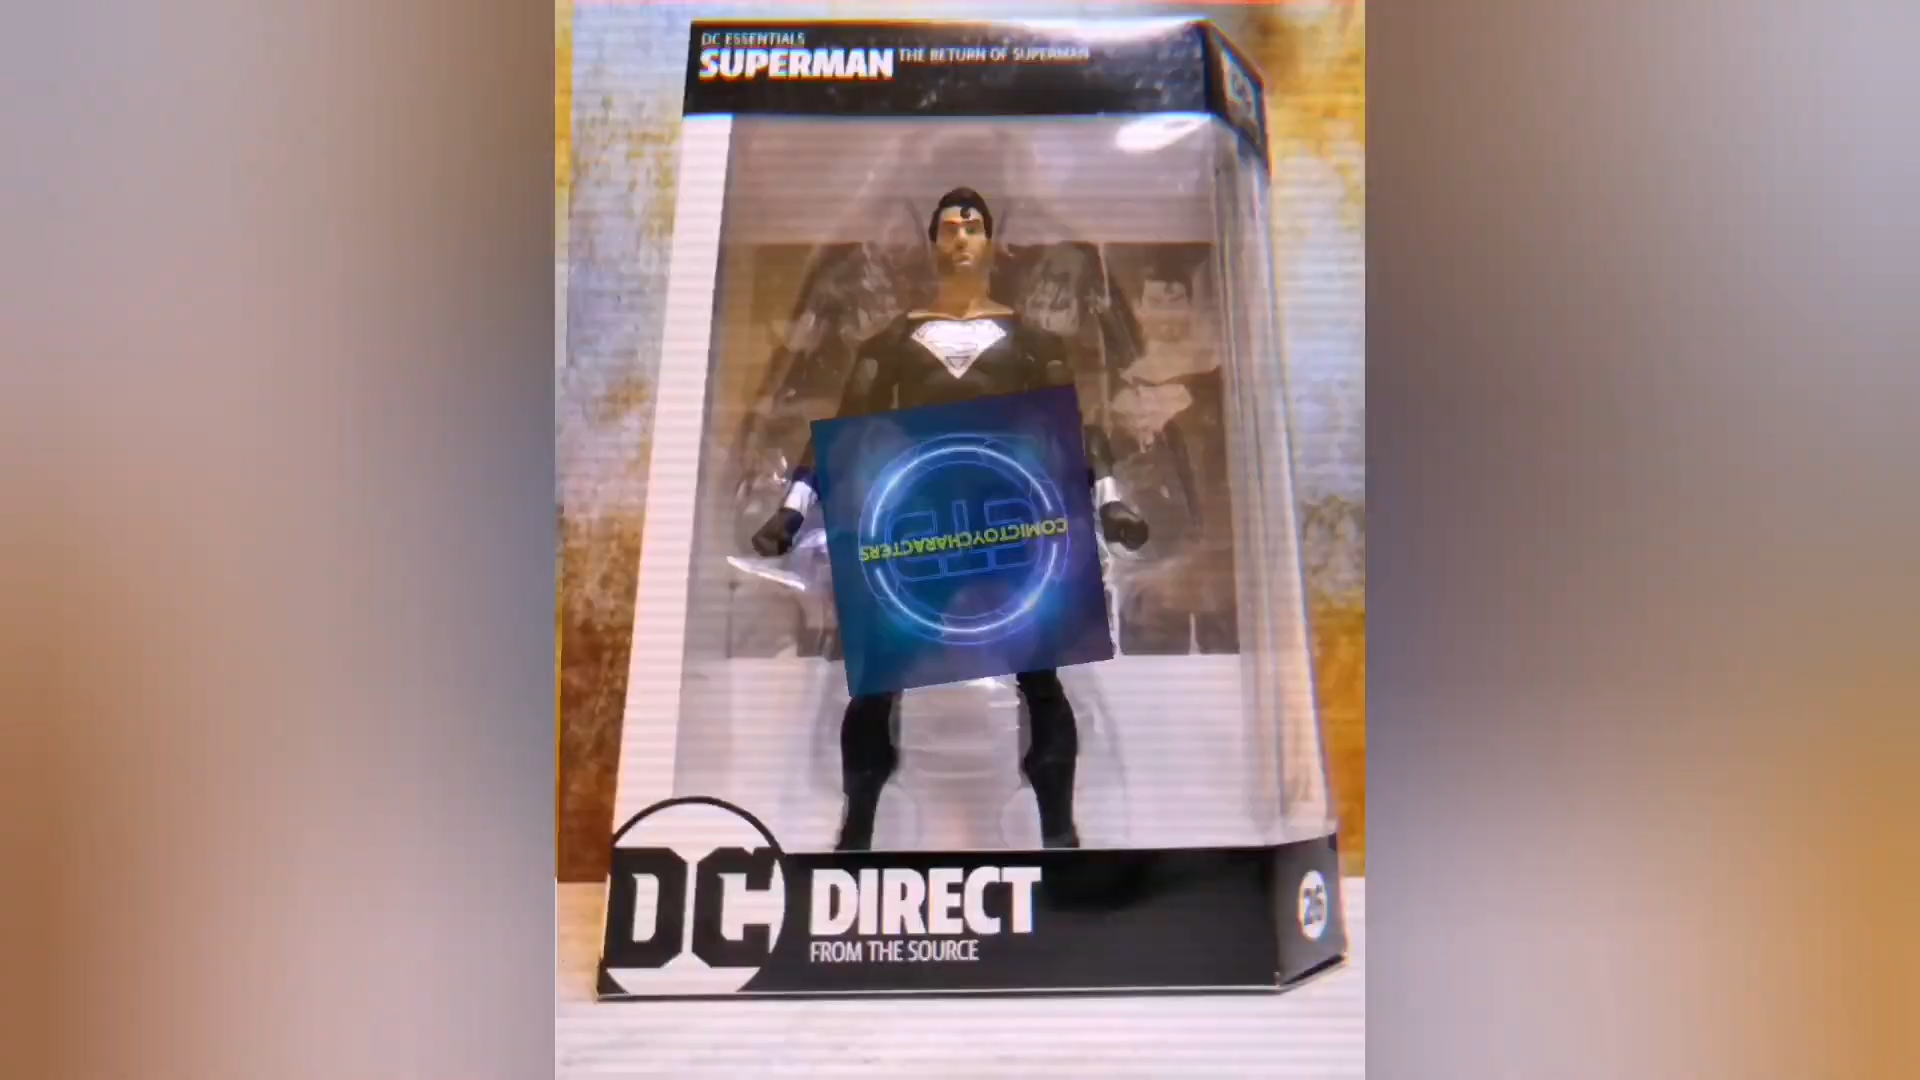 DC ESSENTIALS
SUPERMAN THE RETURN OF SUPERMAN
COMICTOYCHARACTERS
DC DIRECT
FROM THE SOURCE